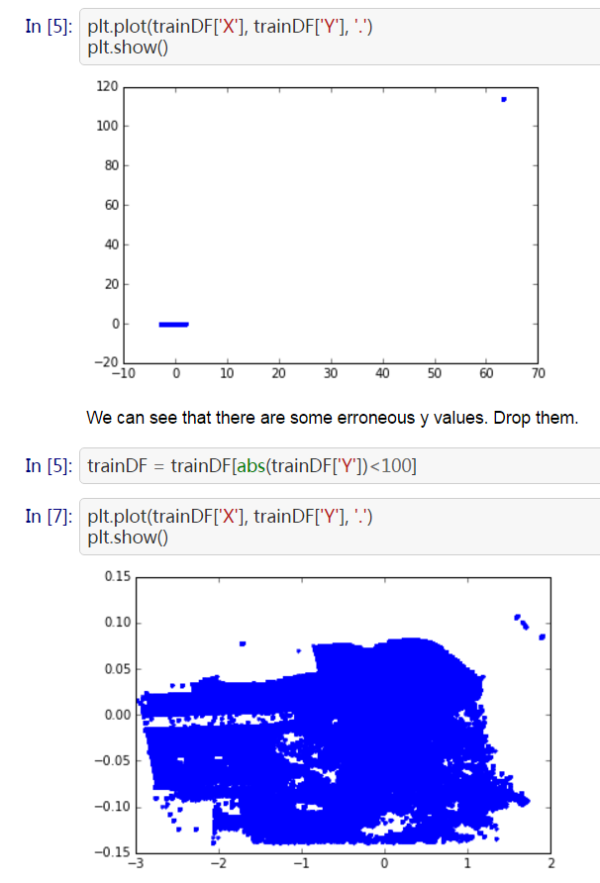 In [5]: plt.plot(trainDF['X'], trainDF['Y'], '.')
plt.show()
120
100
80
60
40
20
0
−20
−10 0 10 20 30 40 50 60 70
We can see that there are some erroneous y values. Drop them.
In [5]: trainDF = trainDF[abs(trainDF['Y'])<100]
In [7]: plt.plot(trainDF['X'], trainDF['Y'], '.')
plt.show()
0.15
0.10
0.05
0.00
−0.05
−0.10
−0.15
−3 −2 −1 0 1 2